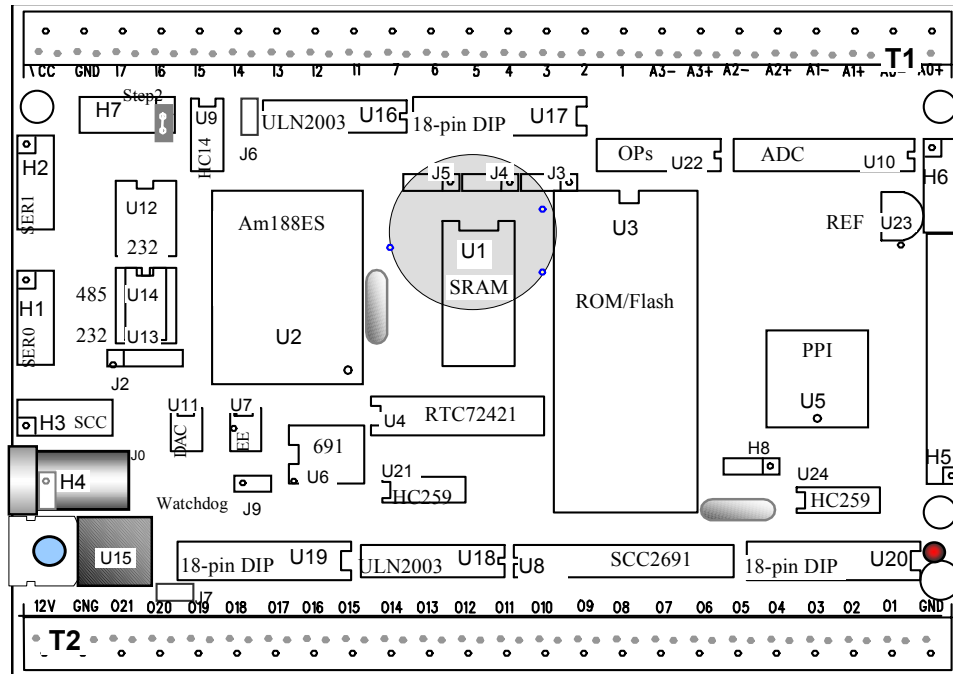 T1
VCC GND I7 I6 I5 I4 I3 I2 I1 7 6 5 4 3 2 1 A3- A3+ A2- A2+ A1- A1+ A0- A0+
H7
Step2
U9
HC14
J6
ULN2003 U16
18-pin DIP U17
OPs U22
ADC U10
H2
SER1
U12
232
Am188ES
U2
J5 J4 J3
U1
SRAM
U3
ROM/Flash
REF U23
H6
H1
SER0
485 U14
232 U13
J2
PPI
U5
H3 SCC
U11
DAC
U7
EE
691
U6
U4 RTC72421
H8
H5
J0
H4
Watchdog
J9
U21
HC259
U24
HC259
U15
18-pin DIP U19
ULN2003 U18
U8 SCC2691
18-pin DIP U20
J7
12V GNG O21 O20 O19 O18 O17 O16 O15 O14 O13 O12 O11 O10 O9 O8 O7 O6 O5 O4 O3 O2 O1 GND
T2